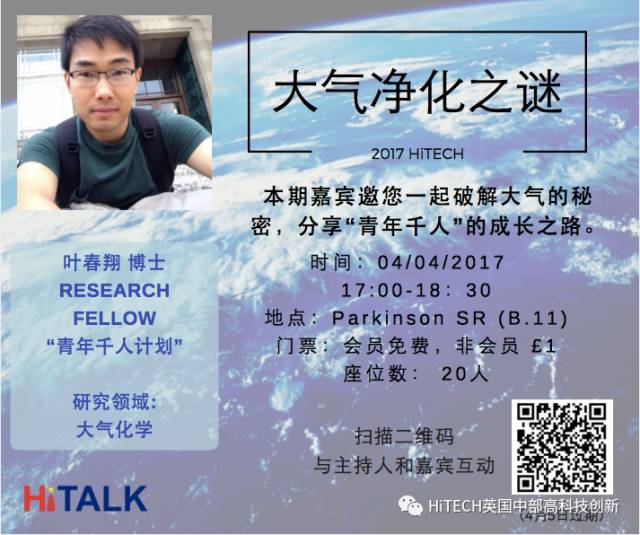 大气净化之谜
2017 HiTECH
本期嘉宾邀您一起破解大气的秘
密，分享“青年千人”的成长之路。
叶春翔 博士
RESEARCH
FELLOW
“青年千人计划”
研究领域:
大气化学
时间：04/04/2017
17:00-18：30
地点：Parkinson SR (B.11)
门票：会员免费，非会员 £1
座位数： 20人
扫描二维码
与主持人和嘉宾互动
HiTALK
HiTECH英国中部高科技创新
（4月5日过期）